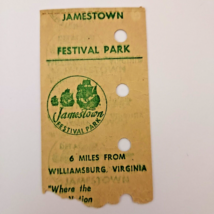 JAMESTOWN
FESTIVAL PARK
Jamestown
FESTIVAL PARK
6 MILES FROM
WILLIAMSBURG, VIRGINIA
"Where the